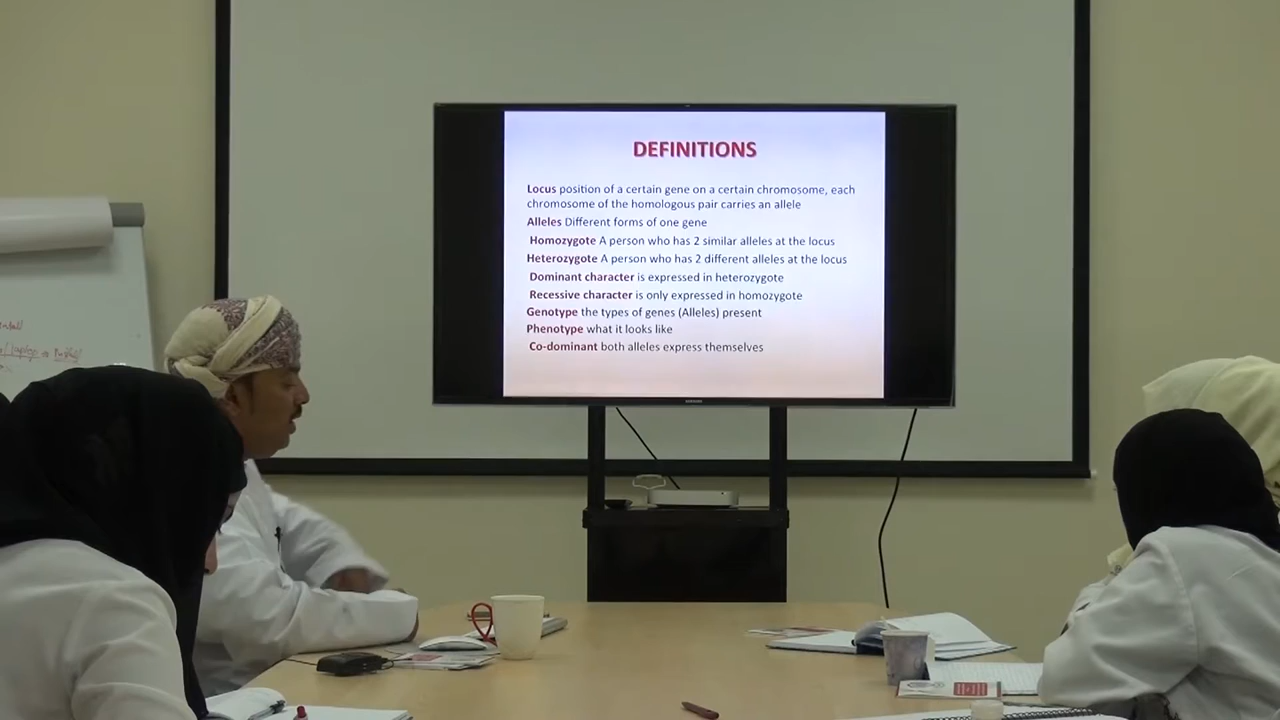 DEFINITIONS
Locus position of a certain gene on a certain chromosome, each
chromosome of the homologous pair carries an allele
Alleles Different forms of one gene
Homozygote A person who has 2 similar alleles at the locus
Heterozygote A person who has 2 different alleles at the locus
Dominant character is expressed in heterozygote
Recessive character is only expressed in homozygote
Genotype the types of genes (Alleles) present
Phenotype what it looks like
Co-dominant both alleles express themselves
SAMSUNG